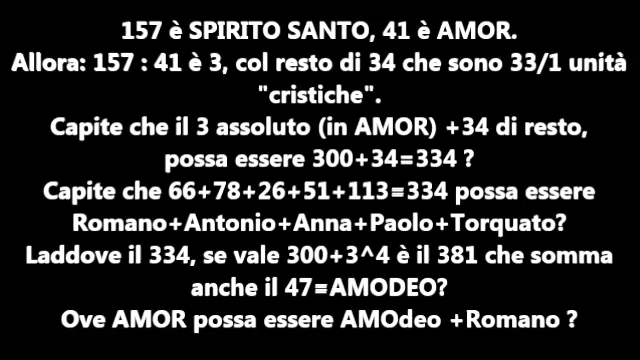 157 è SPIRITO SANTO, 41 è AMOR.
Allora: 157 : 41 è 3, col resto di 34 che sono 33/1 unità
"cristiche".
Capite che il 3 assoluto (in AMOR) +34 di resto,
possa essere 300+34=334 ?
Capite che 66+78+26+51+113=334 possa essere
Romano+Antonio+Anna+Paolo+Torquato?
Laddove il 334, se vale 300+3^4 è il 381 che somma
anche il 47=AMODEO?
Ove AMOR possa essere AMOdeo +Romano ?